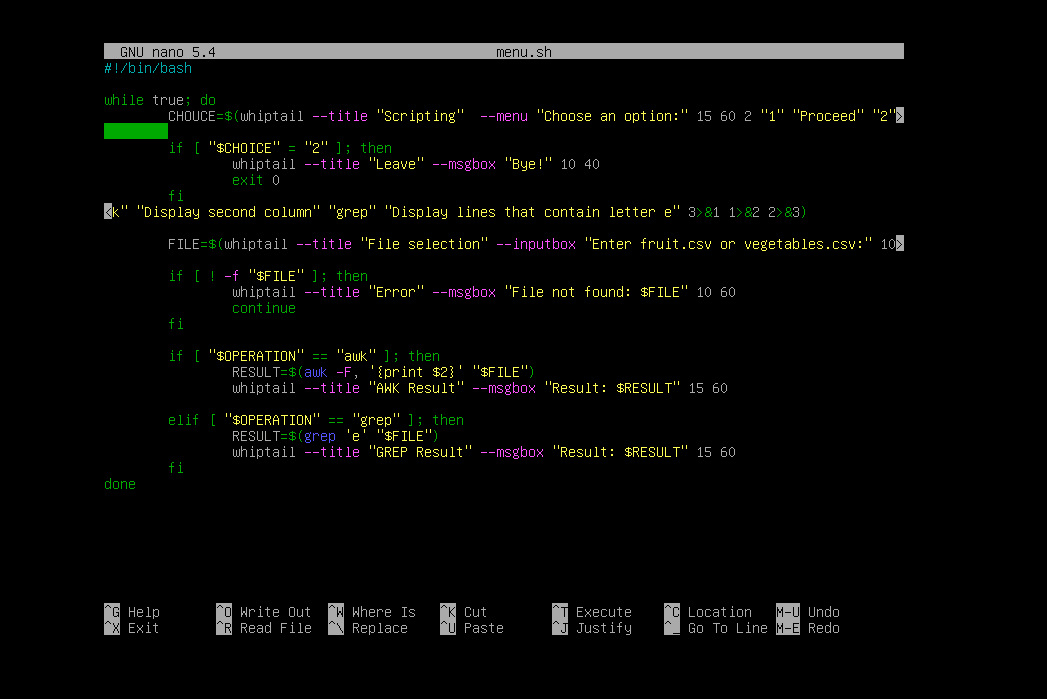 GNU nano 5.4 menu.sh
#!/bin/bash
while true; do
CHOUCE=$(whiptail --title "Scripting" --menu "Choose an option:" 15 60 2 "1" "Proceed" "2">
if [ "$CHOICE" = "2" ]; then
whiptail --title "Leave" --msgbox "Bye!" 10 40
exit 0
fi
<k" "Display second column" "grep" "Display lines that contain letter e" 3>&1 1>&2 2>&3)
FILE=$(whiptail --title "File selection" --inputbox "Enter fruit.csv or vegetables.csv:" 10>
if [ ! -f "$FILE" ]; then
whiptail --title "Error" --msgbox "File not found: $FILE" 10 60
continue
fi
if [ "$OPERATION" == "awk" ]; then
RESULT=$(awk -F, '{print $2}' "$FILE")
whiptail --title "AWK Result" --msgbox "Result: $RESULT" 15 60
elif [ "$OPERATION" == "grep" ]; then
RESULT=$(grep 'e' "$FILE")
whiptail --title "GREP Result" --msgbox "Result: $RESULT" 15 60
fi
done
^G Help ^O Write Out ^W Where Is ^K Cut ^T Execute ^C Location M-U Undo
^X Exit ^R Read File ^\ Replace ^U Paste ^J Justify ^_ Go To Line M-E Redo